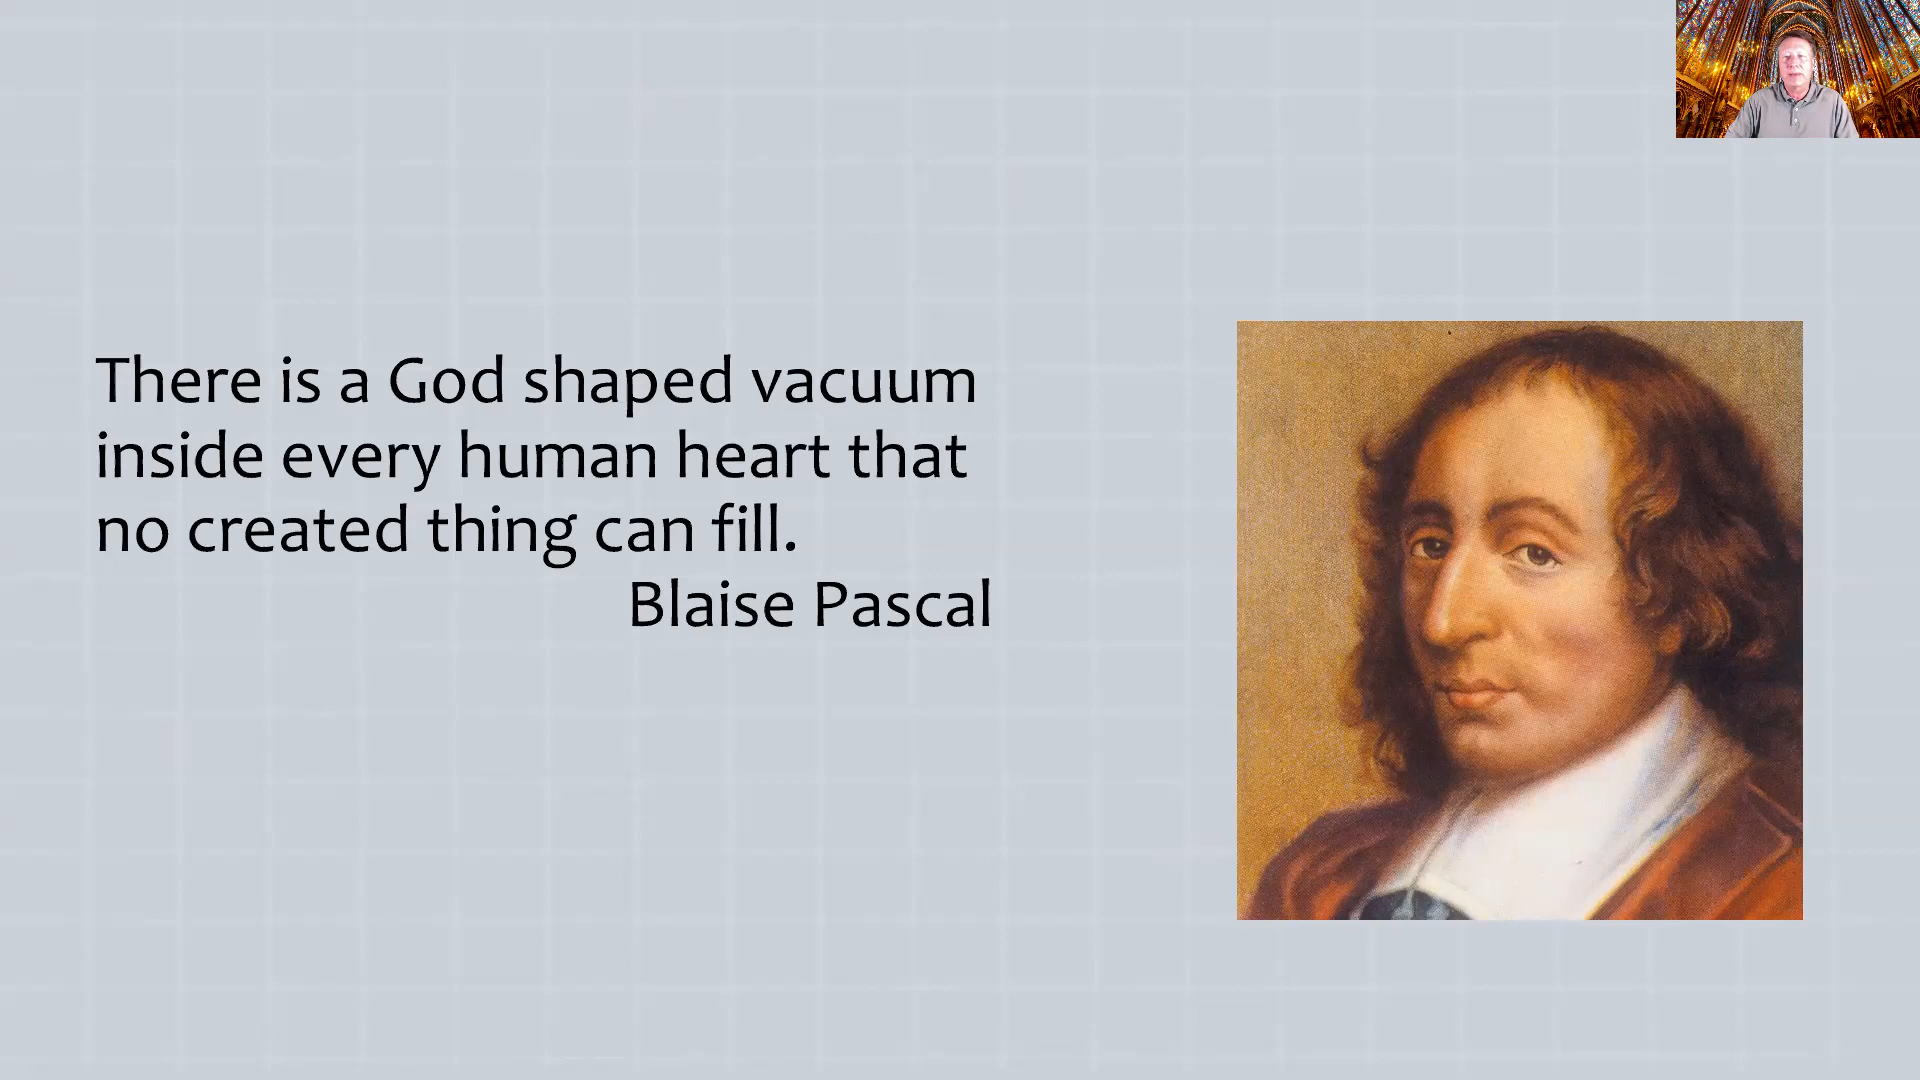 There is a God shaped vacuum
inside every human heart that
no created thing can fill.
Blaise Pascal